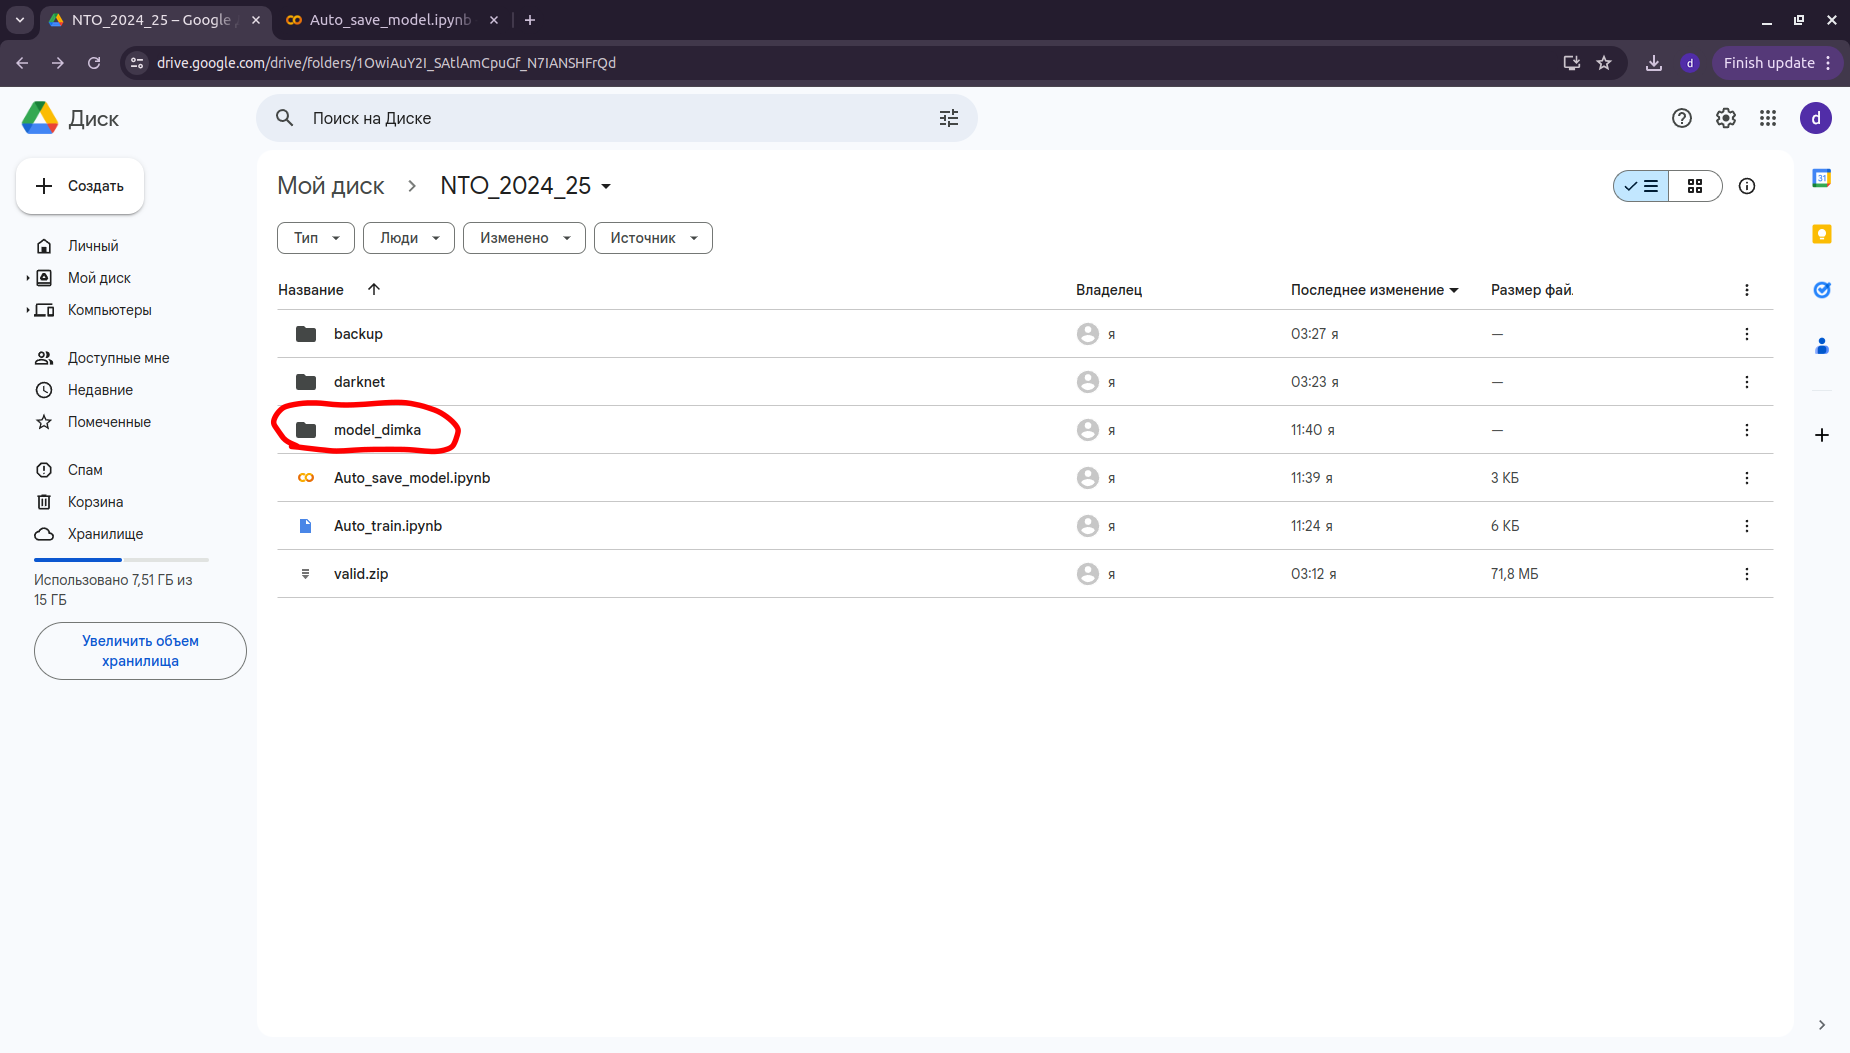 NTO_2024_25 – Google
Auto_save_model.ipynb
drive.google.com/drive/folders/1OwiAuY2I_SAtlAmCpuGf_N7IANSHFrQd
d
Finish update
Диск
Поиск на Диске
d
Создать
Мой диск
NTO_2024_25
31
Тип
Люди
Изменено
Источник
Личный
Мой диск
Компьютеры
Доступные мне
Недавние
Помеченные
Спам
Корзина
Хранилище
Использовано 7,51 ГБ из
15 ГБ
Увеличить объем
хранилища
Название Владелец Последнее изменение Размер фай
backup я 03:27 я —
darknet я 03:23 я —
model_dimka я 11:40 я —
Auto_save_model.ipynb я 11:39 я 3 КБ
Auto_train.ipynb я 11:24 я 6 КБ
valid.zip я 03:12 я 71,8 МБ